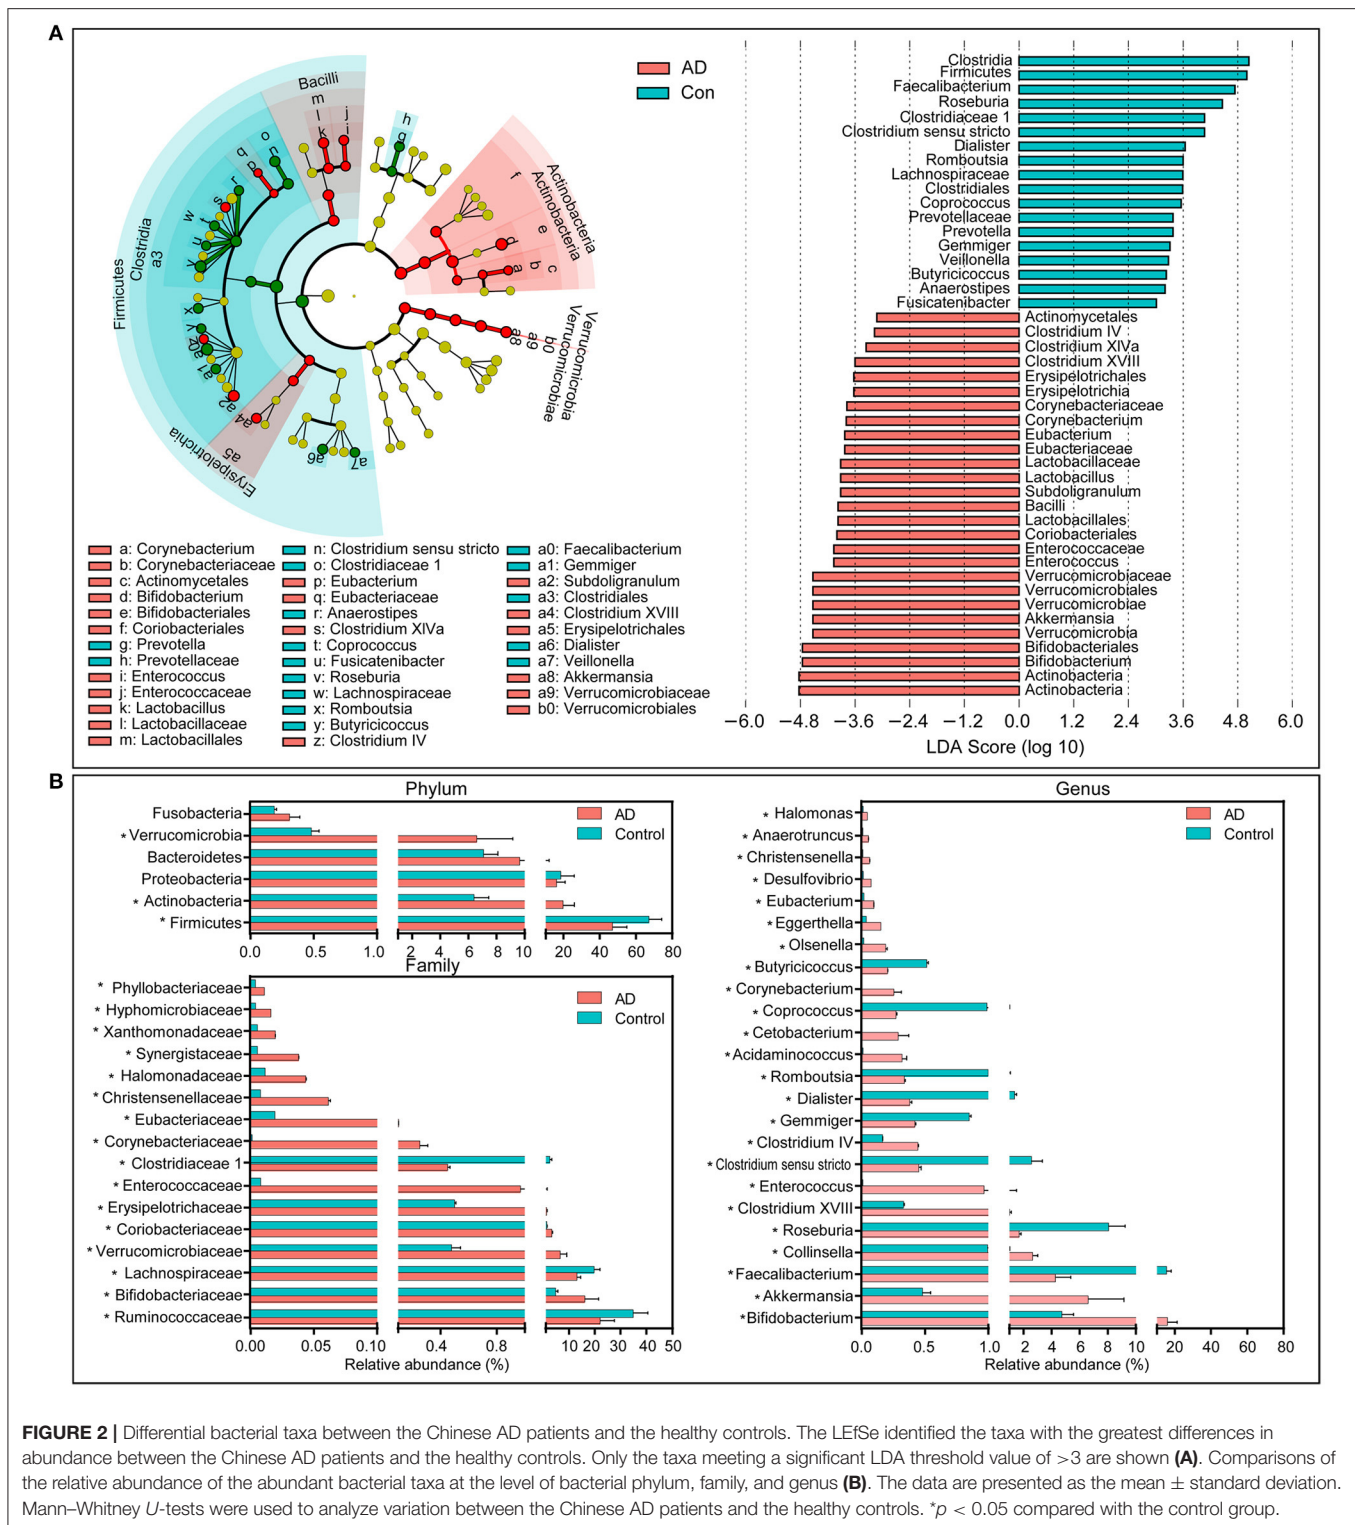 A
Bacilli
m
l
k
j
i
h
g
o
n
q
p
r
s
w
t
u
v
x
y
z
a0
a1
a2
a3
Clostridia
Firmicutes
a4
a5
Erysipelotrichia
a6
a7
f
e
d
a
b
c
Actinobacteria
Actinobacteria
a8
a9
b0
Verrucomicrobia
Verrucomicrobiae
AD
Con
a: Corynebacterium
b: Corynebacteriaceae
c: Actinomycetales
d: Bifidobacterium
e: Bifidobacteriales
f: Coriobacteriales
g: Prevotella
h: Prevotellaceae
i: Enterococcus
j: Enterococcaceae
k: Lactobacillus
l: Lactobacillaceae
m: Lactobacillales
n: Clostridium sensu stricto
o: Clostridiaceae 1
p: Eubacterium
q: Eubacteriaceae
r: Anaerostipes
s: Clostridium XIVa
t: Coprococcus
u: Fusicatenibacter
v: Roseburia
w: Lachnospiraceae
x: Romboutsia
y: Butyricicoccus
z: Clostridium IV
a0: Faecalibacterium
a1: Gemmiger
a2: Subdoligranulum
a3: Clostridiales
a4: Clostridium XVIII
a5: Erysipelotrichales
a6: Dialister
a7: Veillonella
a8: Akkermansia
a9: Verrucomicrobiaceae
b0: Verrucomicrobiales
Clostridia
Firmicutes
Faecalibacterium
Roseburia
Clostridiaceae 1
Clostridium sensu stricto
Dialister
Romboutsia
Lachnospiraceae
Clostridiales
Coprococcus
Prevotellaceae
Prevotella
Gemmiger
Veillonella
Butyricicoccus
Anaerostipes
Fusicatenibacter
Actinomycetales
Clostridium IV
Clostridium XIVa
Clostridium XVIII
Erysipelotrichales
Erysipelotrichia
Corynebacteriaceae
Corynebacterium
Eubacterium
Eubacteriaceae
Lactobacillaceae
Lactobacillus
Subdoligranulum
Bacilli
Lactobacillales
Coriobacteriales
Enterococcaceae
Enterococcus
Verrucomicrobiaceae
Verrucomicrobiales
Verrucomicrobiae
Akkermansia
Verrucomicrobia
Bifidobacteriales
Bifidobacterium
Actinobacteria
Actinobacteria
−6.0 −4.8 −3.6 −2.4 −1.2 0.0 1.2 2.4 3.6 4.8 6.0
LDA Score (log 10)
B
Phylum
AD
Control
Fusobacteria
* Verrucomicrobia
Bacteroidetes
Proteobacteria
* Actinobacteria
* Firmicutes
0.0 0.5 1.0 2 4 6 8 10 20 40 60 80
Family
AD
Control
* Phyllobacteriaceae
* Hyphomicrobiaceae
* Xanthomonadaceae
* Synergistaceae
* Halomonadaceae
* Christensenellaceae
* Eubacteriaceae
* Corynebacteriaceae
* Clostridiaceae 1
* Enterococcaceae
* Erysipelotrichaceae
* Coriobacteriaceae
* Verrucomicrobiaceae
* Lachnospiraceae
* Bifidobacteriaceae
* Ruminococcaceae
0.00 0.05 0.10 0.4 0.8 10 20 30 40 50
Relative abundance (%)
Genus
AD
Control
* Halomonas
* Anaerotruncus
* Christensenella
* Desulfovibrio
* Eubacterium
* Eggerthella
* Olsenella
* Butyricicoccus
* Corynebacterium
* Coprococcus
* Cetobacterium
* Acidaminococcus
* Romboutsia
* Dialister
* Gemmiger
* Clostridium IV
* Clostridium sensu stricto
* Enterococcus
* Clostridium XVIII
* Roseburia
* Collinsella
* Faecalibacterium
* Akkermansia
* Bifidobacterium
0.0 0.5 1.0 2 4 6 8 10 20 40 60 80
Relative abundance (%)
FIGURE 2 | Differential bacterial taxa between the Chinese AD patients and the healthy controls. The LEfSe identified the taxa with the greatest differences in
abundance between the Chinese AD patients and the healthy controls. Only the taxa meeting a significant LDA threshold value of >3 are shown (A). Comparisons of
the relative abundance of the abundant bacterial taxa at the level of bacterial phylum, family, and genus (B). The data are presented as the mean ± standard deviation.
Mann–Whitney U-tests were used to analyze variation between the Chinese AD patients and the healthy controls. *p < 0.05 compared with the control group.